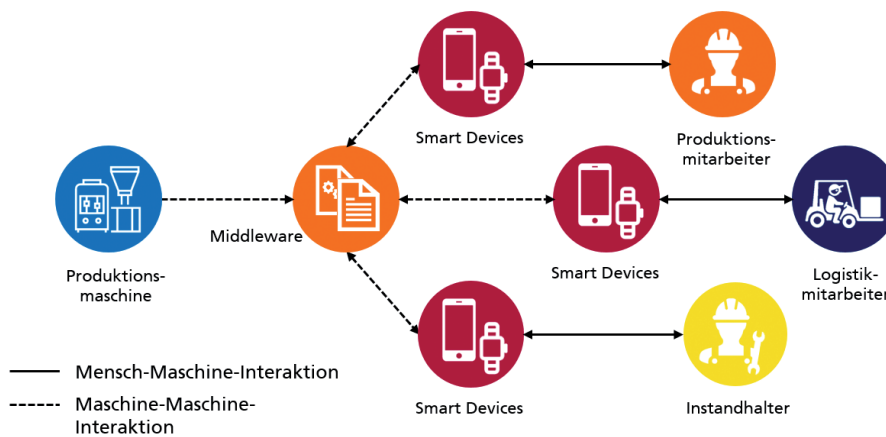 Smart Devices
Produktions-
mitarbeiter
Middleware
Produktions-
maschine
Smart Devices
Logistik-
mitarbeiter
Smart Devices
Instandhalter
Mensch-Maschine-Interaktion
Maschine-Maschine-
Interaktion